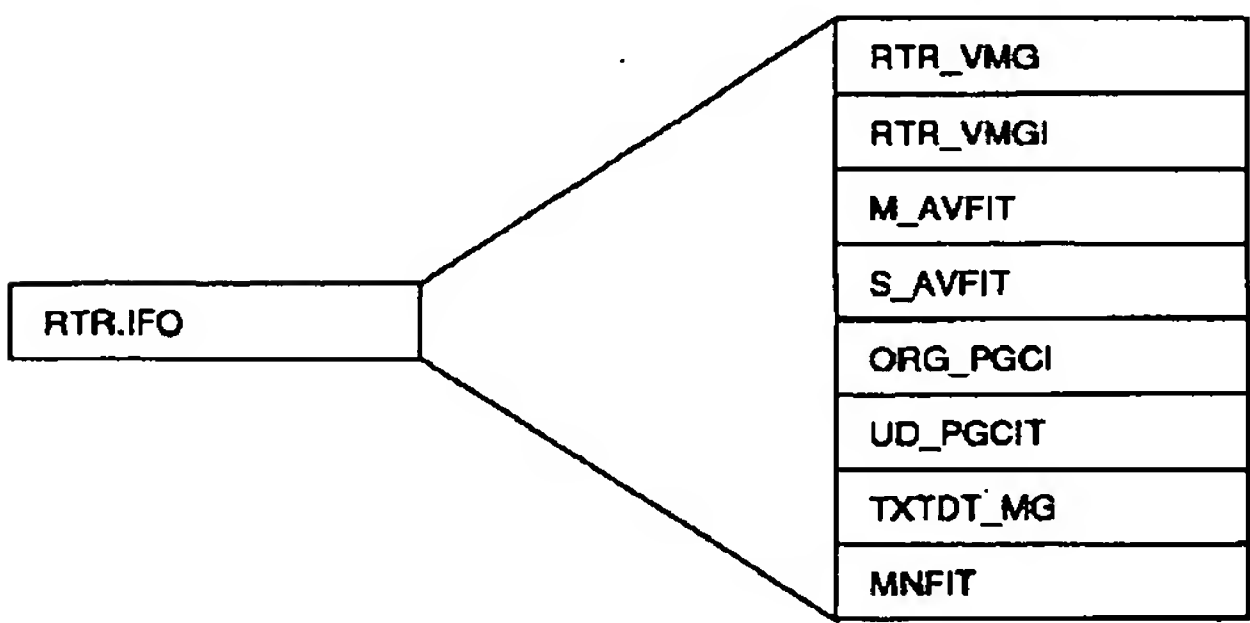 RTR.IFO
RTR_VMG
RTR_VMGI
M_AVFIT
S_AVFIT
ORG_PGCI
UD_PGCIT
TXTDT_MG
MNFIT